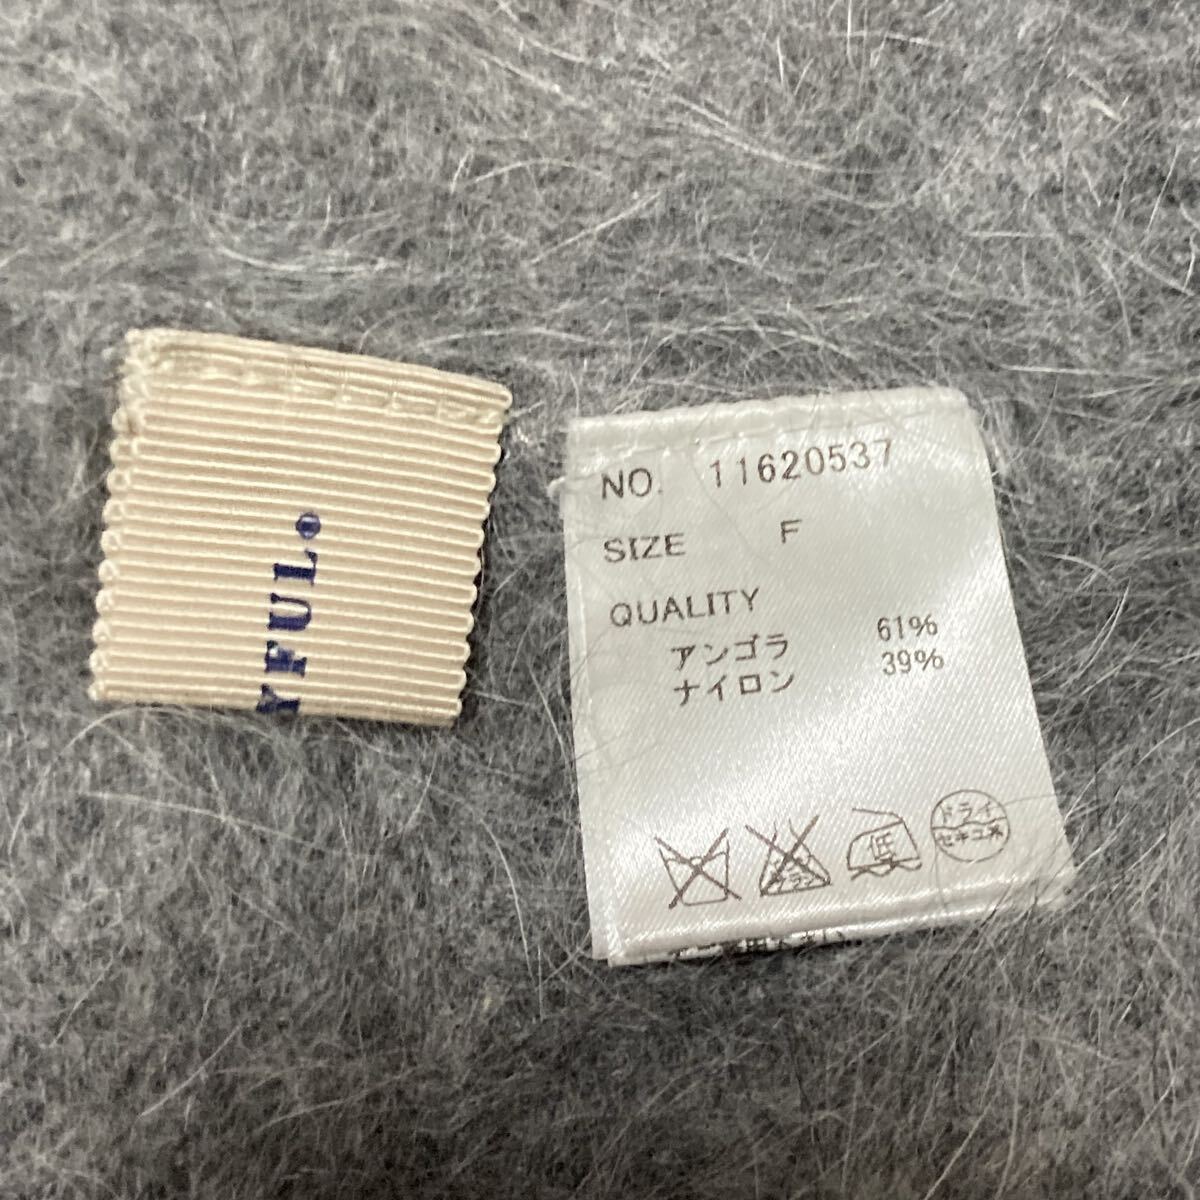 YFUL®
NO. 11620537
SIZE F
QUALITY
アンゴラ 61%
ナイロン 39%
低
ドライ
セキユ系